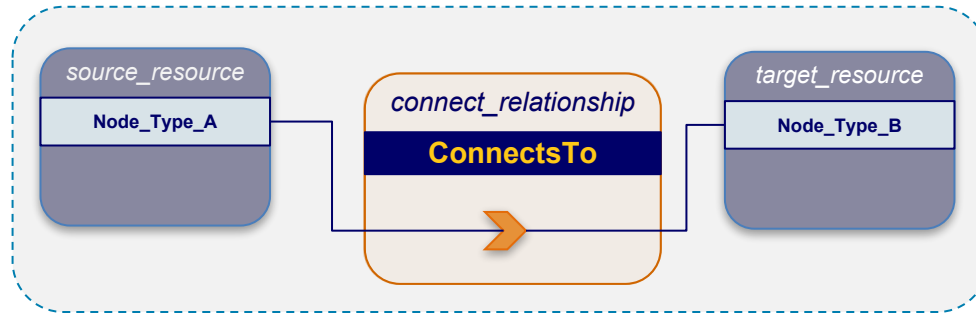 source_resource
Node_Type_A
connect_relationship
ConnectsTo
target_resource
Node_Type_B